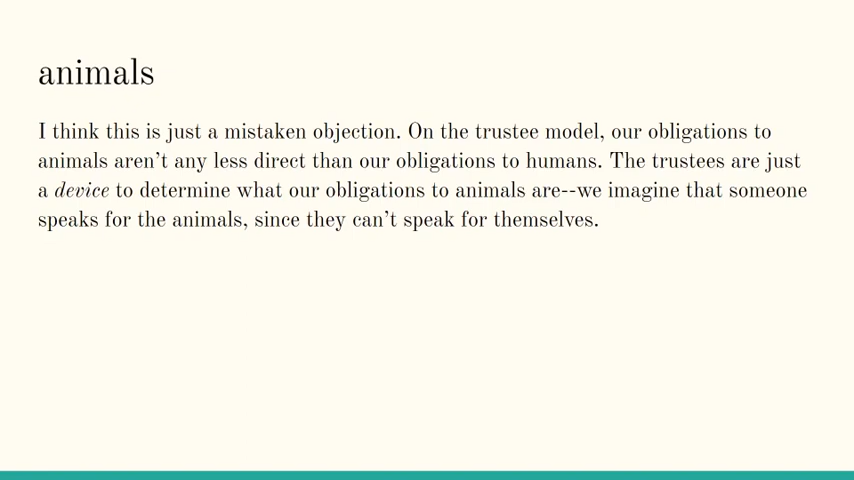 animals
I think this is just a mistaken objection. On the trustee model, our obligations to
animals aren't any less direct than our obligations to humans. The trustees are just
a device to determine what our obligations to animals are--we imagine that someone
speaks for the animals, since they can't speak for themselves.